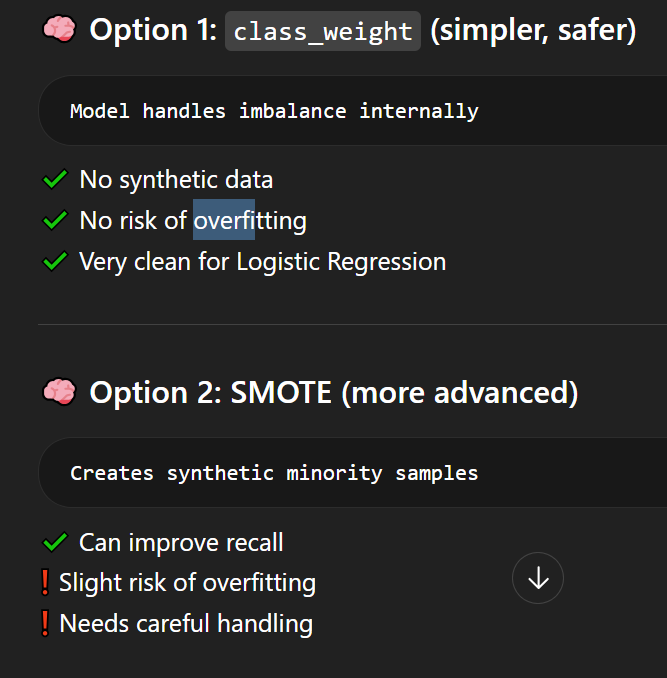 🧠 Option 1: class_weight (simpler, safer)
Model handles imbalance internally
✔ No synthetic data
✔ No risk of overfitting
✔ Very clean for Logistic Regression
🧠 Option 2: SMOTE (more advanced)
Creates synthetic minority samples
✔ Can improve recall
❗ Slight risk of overfitting
❗ Needs careful handling